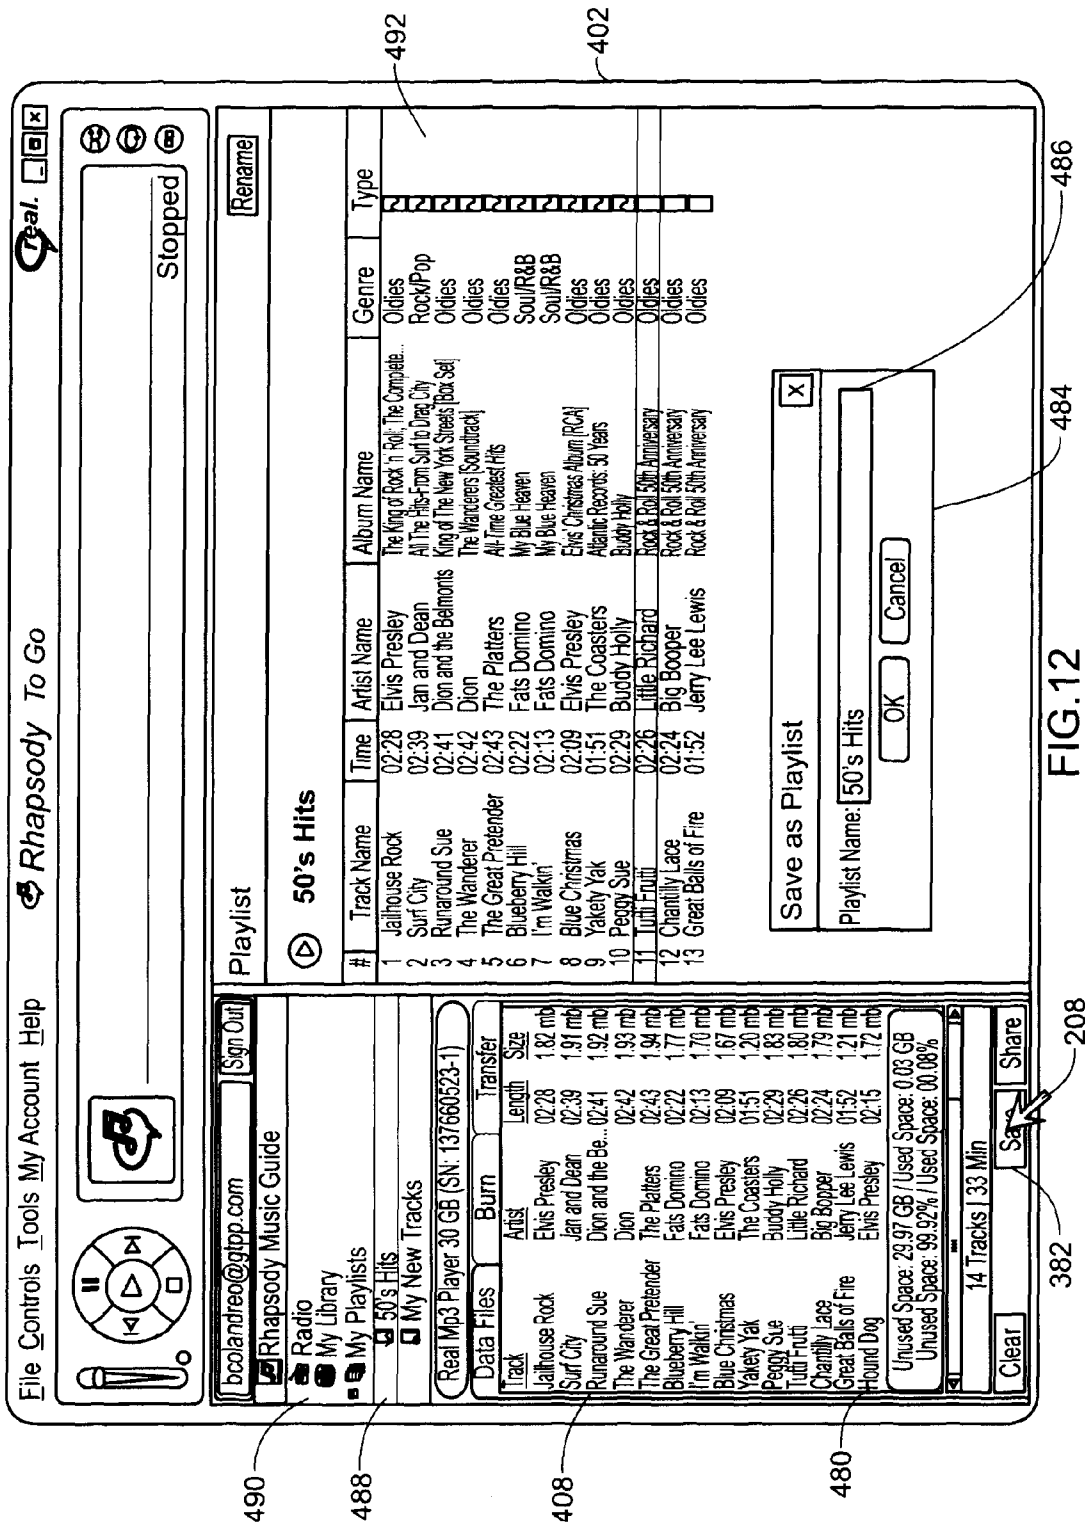 File Controls Tools My Account Help
Rhapsody To Go
real.
Stopped
bcolandreo@gtpp.com
Sign Out
Rhapsody Music Guide
Radio
My Library
My Playlists
50's Hits
My New Tracks
Real Mp3 Player 30 GB (SN: 137660523-1)
Data Files Burn Transfer
Track Artist Length Size
Jailhouse Rock Elvis Presley 02:28 1.82 mb
Surf City Jan and Dean 02:39 1.91 mb
Runaround Sue Dion and the Be... 02:41 1.92 mb
The Wanderer Dion 02:42 1.93 mb
The Great Pretender The Platters 02:43 1.94 mb
Blueberry Hill Fats Domino 02:22 1.77 mb
I'm Walkin' Fats Domino 02:13 1.70 mb
Blue Christmas Elvis Presley 02:09 1.67 mb
Yakety Yak The Coasters 01:51 1.20 mb
Peggy Sue Buddy Holly 02:29 1.83 mb
Tutti Frutti Little Richard 02:26 1.80 mb
Chantilly Lace Big Bopper 02:24 1.79 mb
Great Balls of Fire Jerry Lee Lewis 01:52 1.21 mb
Hound Dog Elvis Presley 02:15 1.72 mb
Unused Space: 29.97 GB / Used Space: 0.03 GB
Unused Space: 99.92% / Used Space: 00.08%
14 Tracks | 33 Min
Clear Share
Playlist
Rename
50's Hits
# Track Name Time Artist Name Album Name Genre Type
1 Jailhouse Rock 02:28 Elvis Presley The King of Rock 'n' Roll; The Complete... Oldies
2 Surf City 02:39 Jan and Dean All The Hits-From Surf to Drag City Rock/Pop
3 Runaround Sue 02:41 Dion and the Belmonts King of The New York Streets [Box Set] Oldies
4 The Wanderer 02:42 Dion The Wanderers [Soundtrack] Oldies
5 The Great Pretender 02:43 The Platters All-Time Greatest Hits Oldies
6 Blueberry Hill 02:22 Fats Domino My Blue Heaven Soul/R&B
7 I'm Walkin' 02:13 Fats Domino My Blue Heaven Soul/R&B
8 Blue Christmas 02:09 Elvis Presley Elvis' Christmas Album [RCA] Oldies
9 Yakety Yak 01:51 The Coasters Atlantic Records: 50 Years Oldies
10 Peggy Sue 02:29 Buddy Holly Buddy Holly Oldies
11 Tutti Frutti 02:26 Little Richard Rock & Roll 50th Anniversary Oldies
12 Chantilly Lace 02:24 Big Booper Rock & Roll 50th Anniversary Oldies
13 Great Balls of Fire 01:52 Jerry Lee Lewis Rock & Roll 50th Anniversary Oldies
Save as Playlist
X
Playlist Name: 50's Hits
OK Cancel
490
488
408
480
382
208
484
486
402
492
FIG.12